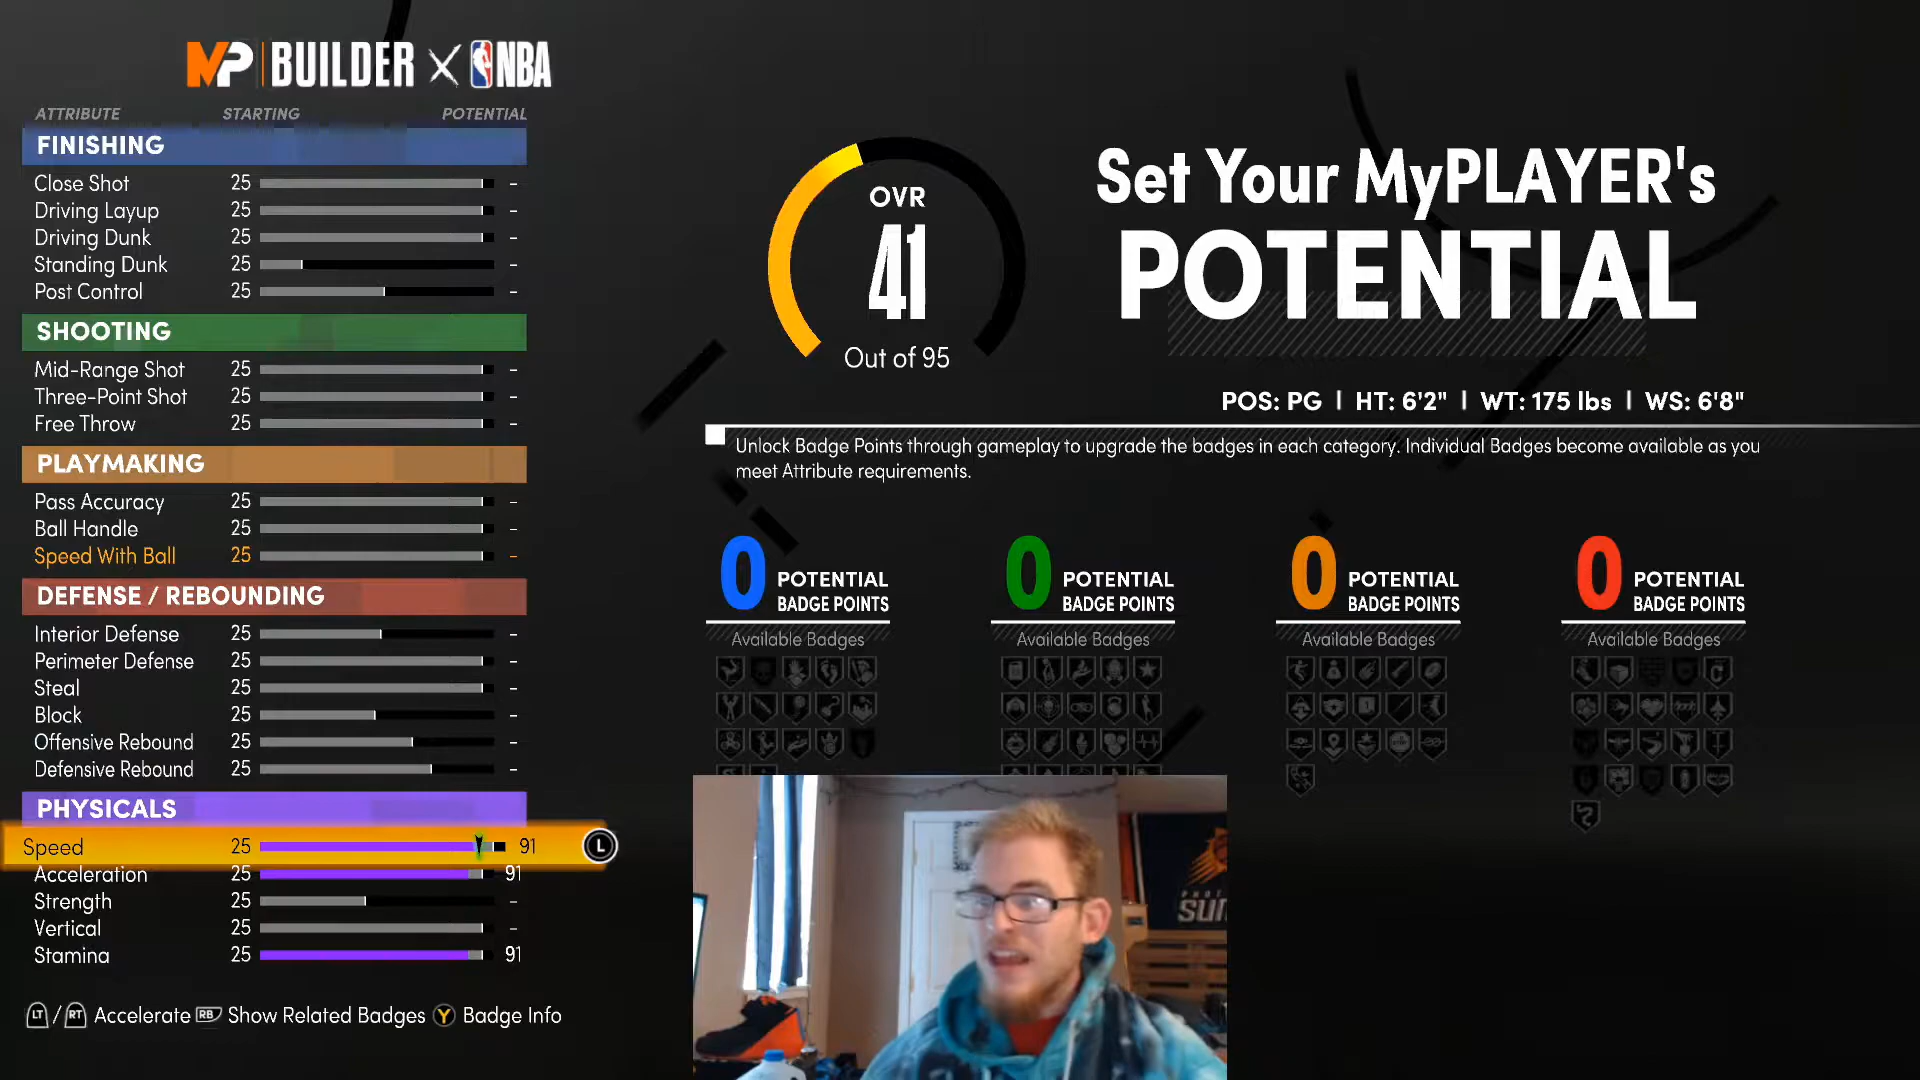 MP | BUILDER X NBA
ATTRIBUTE STARTING POTENTIAL
FINISHING
Close Shot 25 -
Driving Layup 25 -
Driving Dunk 25 -
Standing Dunk 25 -
Post Control 25 -
SHOOTING
Mid-Range Shot 25 -
Three-Point Shot 25 -
Free Throw 25 -
PLAYMAKING
Pass Accuracy 25 -
Ball Handle 25 -
Speed With Ball 25 -
DEFENSE / REBOUNDING
Interior Defense 25 -
Perimeter Defense 25 -
Steal 25 -
Block 25 -
Offensive Rebound 25 -
Defensive Rebound 25 -
PHYSICALS
Speed 25 91 L
Acceleration 25 91
Strength 25 -
Vertical 25 -
Stamina 25 91
LT / RT Accelerate RB Show Related Badges Y Badge Info
OVR
41
Out of 95
Set Your MyPLAYER's
POTENTIAL
POS: PG | HT: 6'2" | WT: 175 lbs | WS: 6'8"
Unlock Badge Points through gameplay to upgrade the badges in each category. Individual Badges become available as you
meet Attribute requirements.
0 POTENTIAL BADGE POINTS
Available Badges
0 POTENTIAL BADGE POINTS
Available Badges
0 POTENTIAL BADGE POINTS
Available Badges
0 POTENTIAL BADGE POINTS
Available Badges